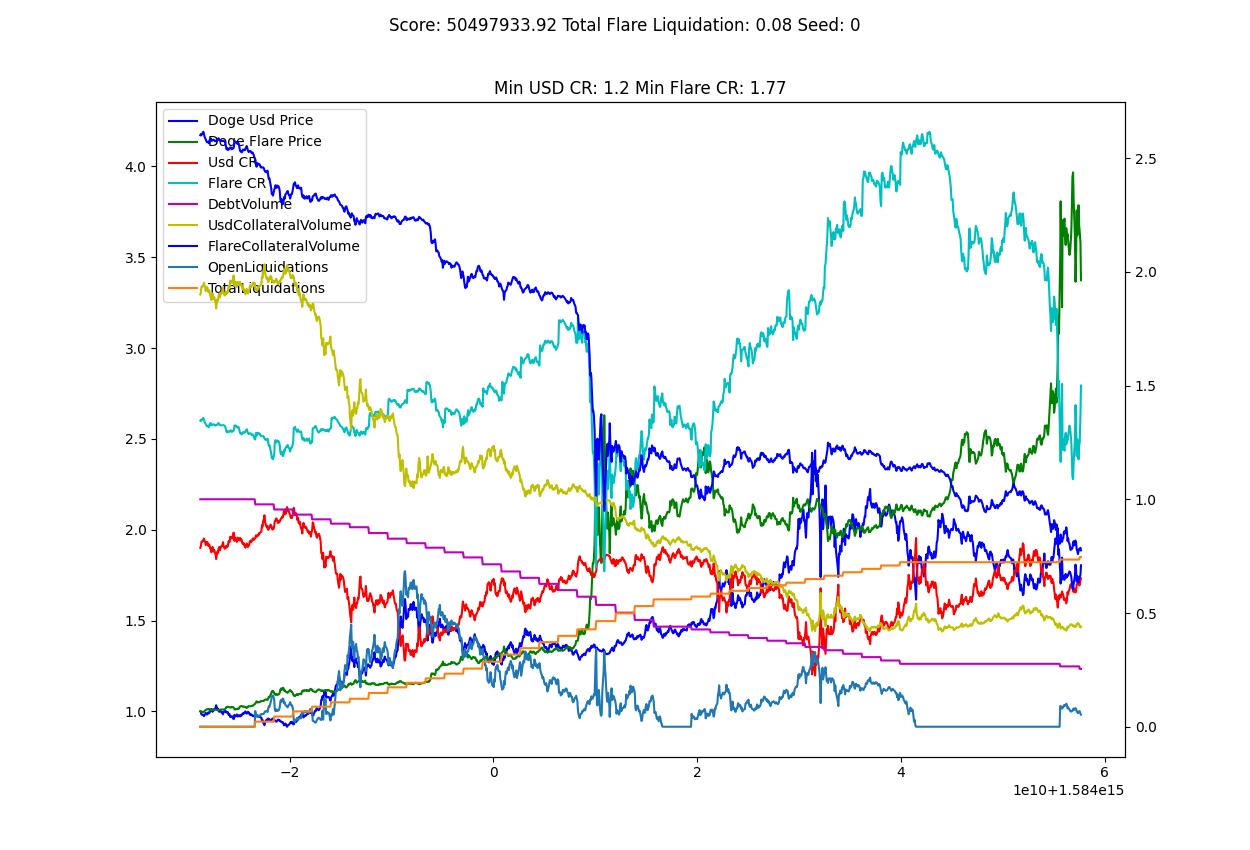 Score: 50497933.92 Total Flare Liquidation: 0.08 Seed: 0
Min USD CR: 1.2 Min Flare CR: 1.77
Doge Usd Price
Doge Flare Price
Usd CR
Flare CR
DebtVolume
UsdCollateralVolume
FlareCollateralVolume
OpenLiquidations
TotalLiquidations
4.0
3.5
3.0
2.5
2.0
1.5
1.0
2.5
2.0
1.5
1.0
0.5
0.0
−2
0
2
4
6
1e10+1.584e15